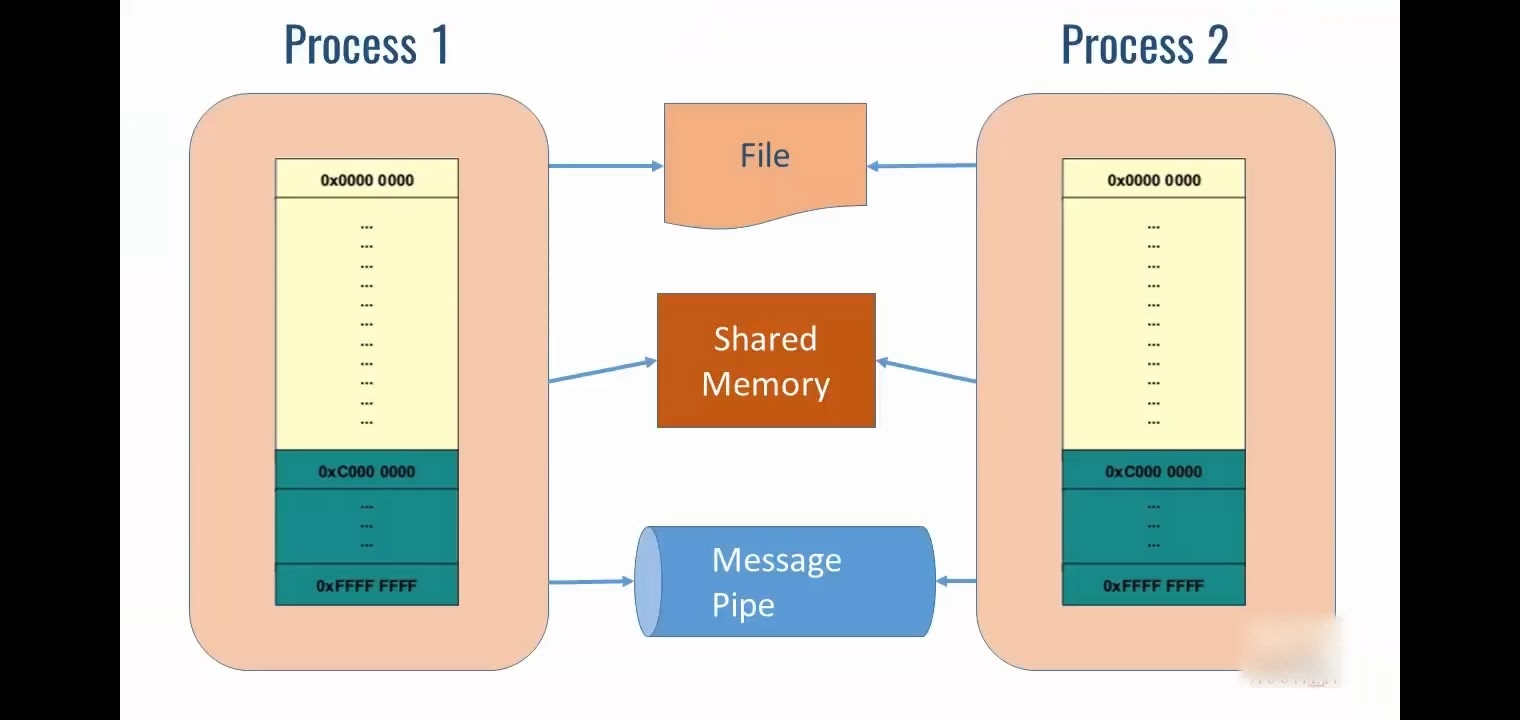 Process 1
Process 2
0x0000 0000
...
...
...
...
...
...
...
...
...
...
...
0xC000 0000
...
...
...
0xFFFF FFFF
File
Shared
Memory
Message
Pipe
0x0000 0000
...
...
...
...
...
...
...
...
...
...
...
0xC000 0000
...
...
...
0xFFFF FFFF